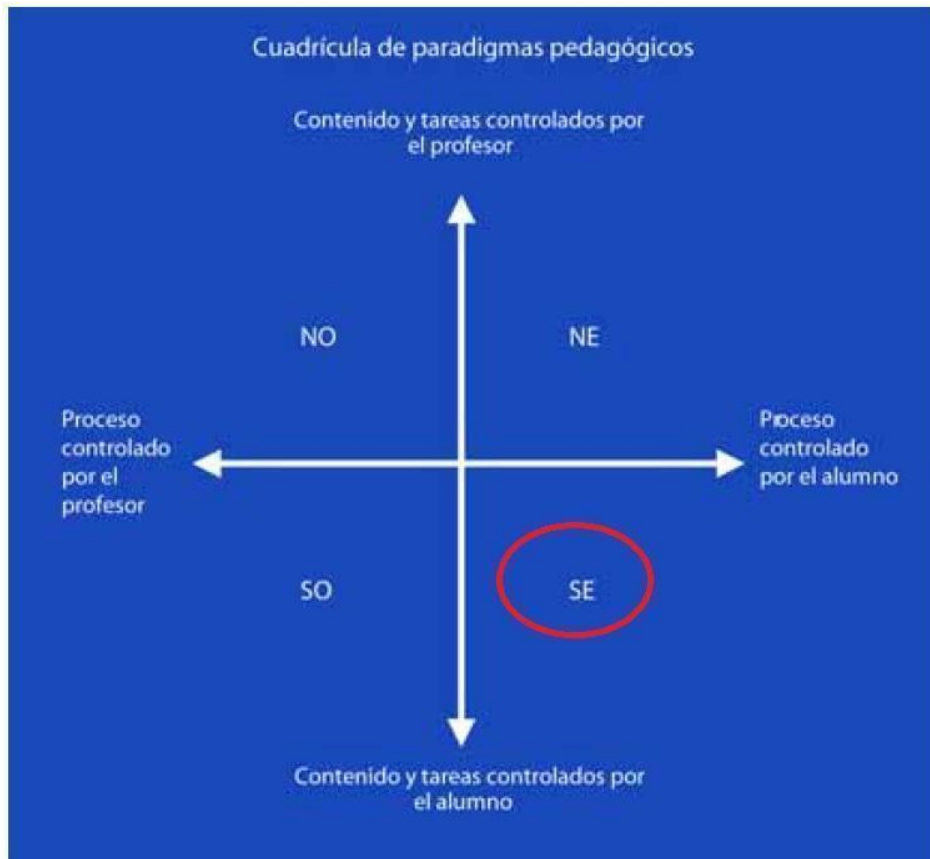 Cuadrícula de paradigmas pedagógicos
Contenido y tareas controlados por
el profesor
NO
NE
Proceso
controlado
por el
profesor
Proceso
controlado
por el alumno
SO
SE
Contenido y tareas controlados por
el alumno